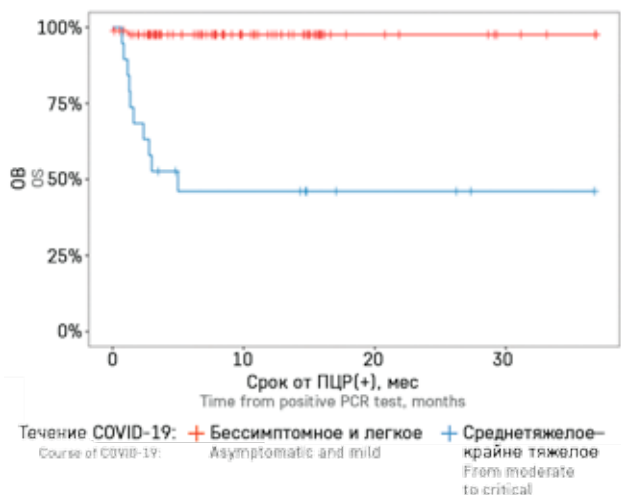 100%
75%
50%
25%
0%
ОВ
OS
0 10 20 30
Срок от ПЦР(+), мес
Time from positive PCR test, months
Течение COVID-19: Бессимптомное и легкое Среднетяжелое–
крайне тяжелое
Course of COVID-19: Asymptomatic and mild From moderate
to critical